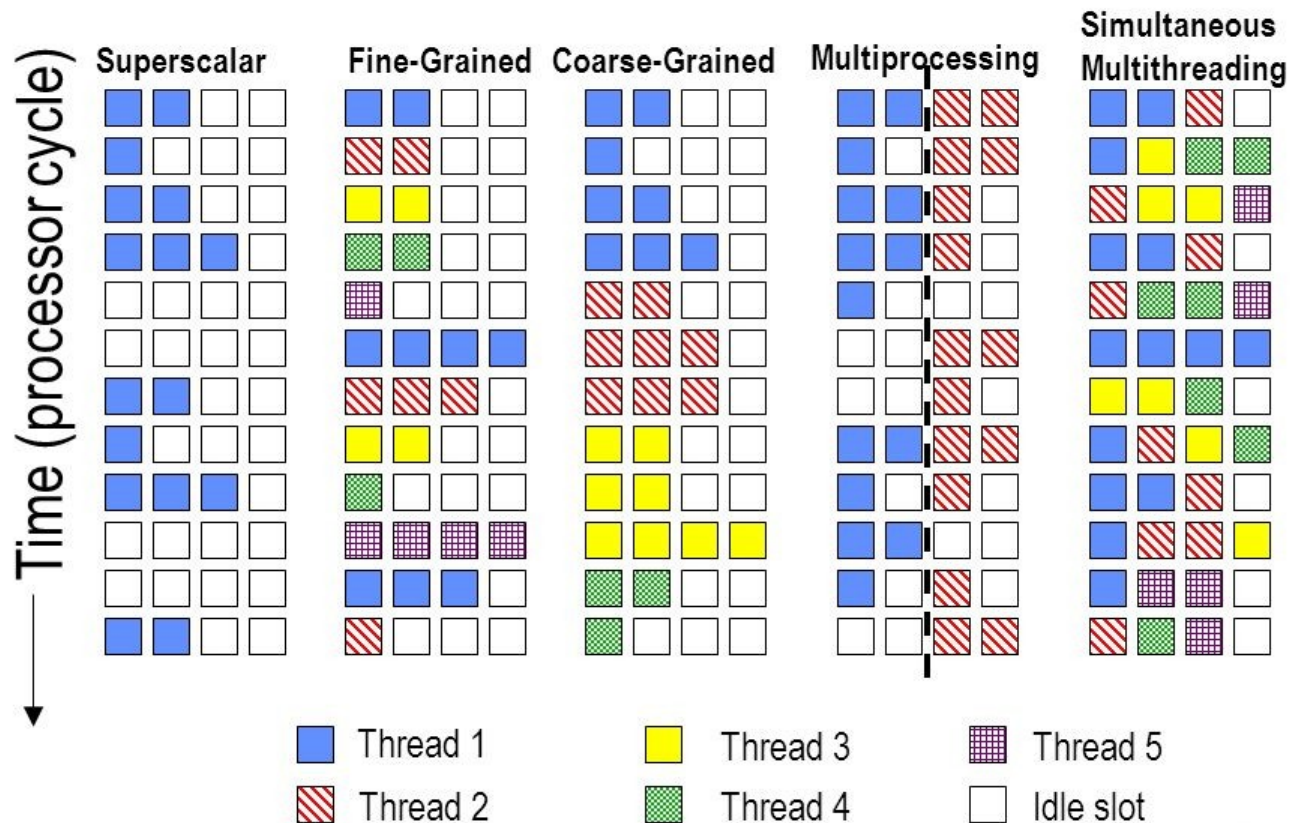 Time (processor cycle)
Superscalar
Fine-Grained
Coarse-Grained
Multiprocessing
Simultaneous
Multithreading
Thread 1
Thread 3
Thread 5
Thread 2
Thread 4
Idle slot